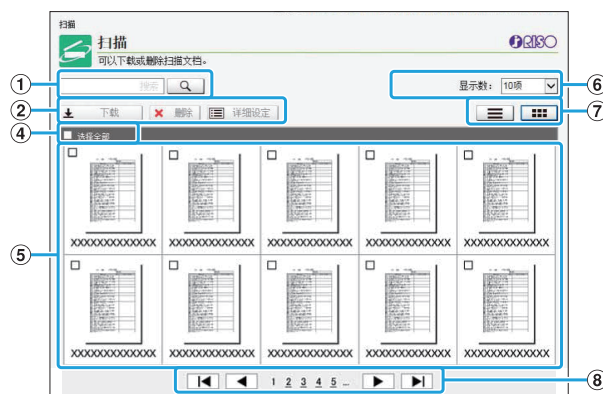 扫描
扫描
RISO
可以下载或删除扫描文档。
① 搜索 显示数： 10项 ⑥
② 下载 删除 详细设定 ⑦
④ 选择全部
XXXXXXXXXXXXX XXXXXXXXXXXXX XXXXXXXXXXXXX XXXXXXXXXXXXX XXXXXXXXXXXXX
⑤
XXXXXXXXXXXXX XXXXXXXXXXXXX XXXXXXXXXXXXX XXXXXXXXXXXXX XXXXXXXXXXXXX
1 2 3 4 5 ... ⑧